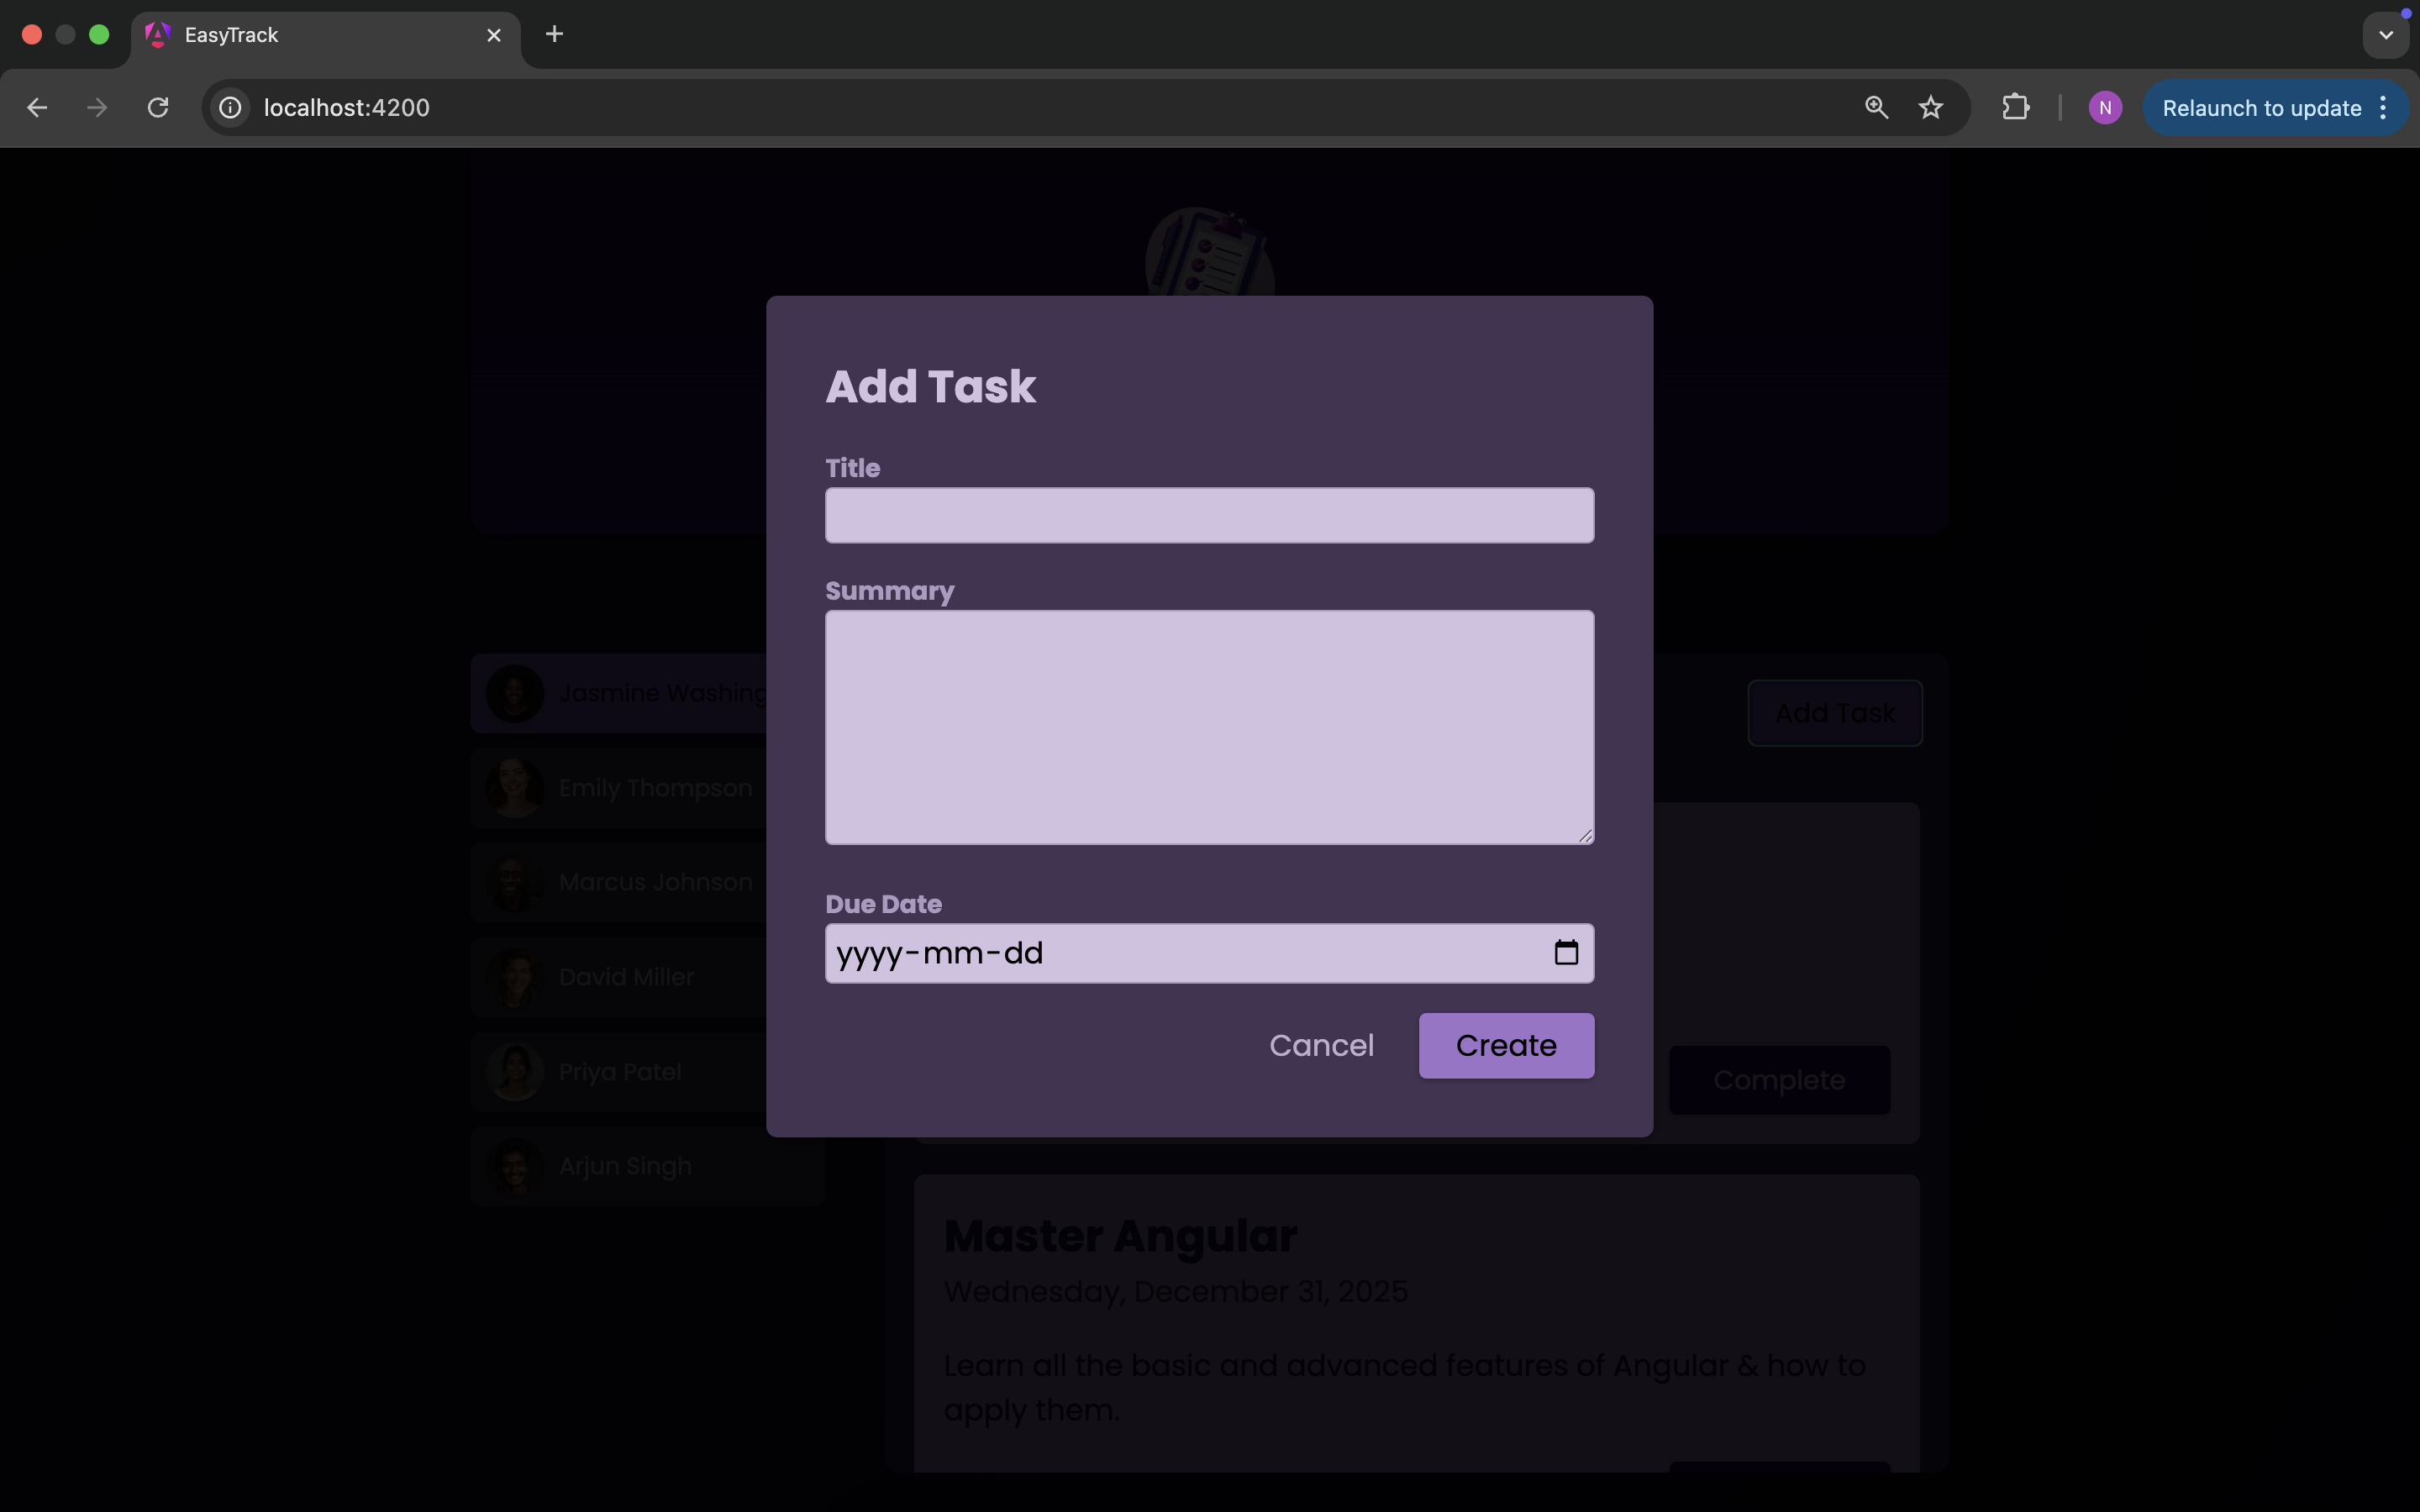 EasyTrack
localhost:4200
N
Relaunch to update
Add Task
Title
Summary
Due Date
yyyy-mm-dd
Cancel
Create
Jasmine Washing
Emily Thompson
Marcus Johnson
David Miller
Priya Patel
Arjun Singh
Add Task
Complete
Master Angular
Wednesday, December 31, 2025
Learn all the basic and advanced features of Angular & how to
apply them.